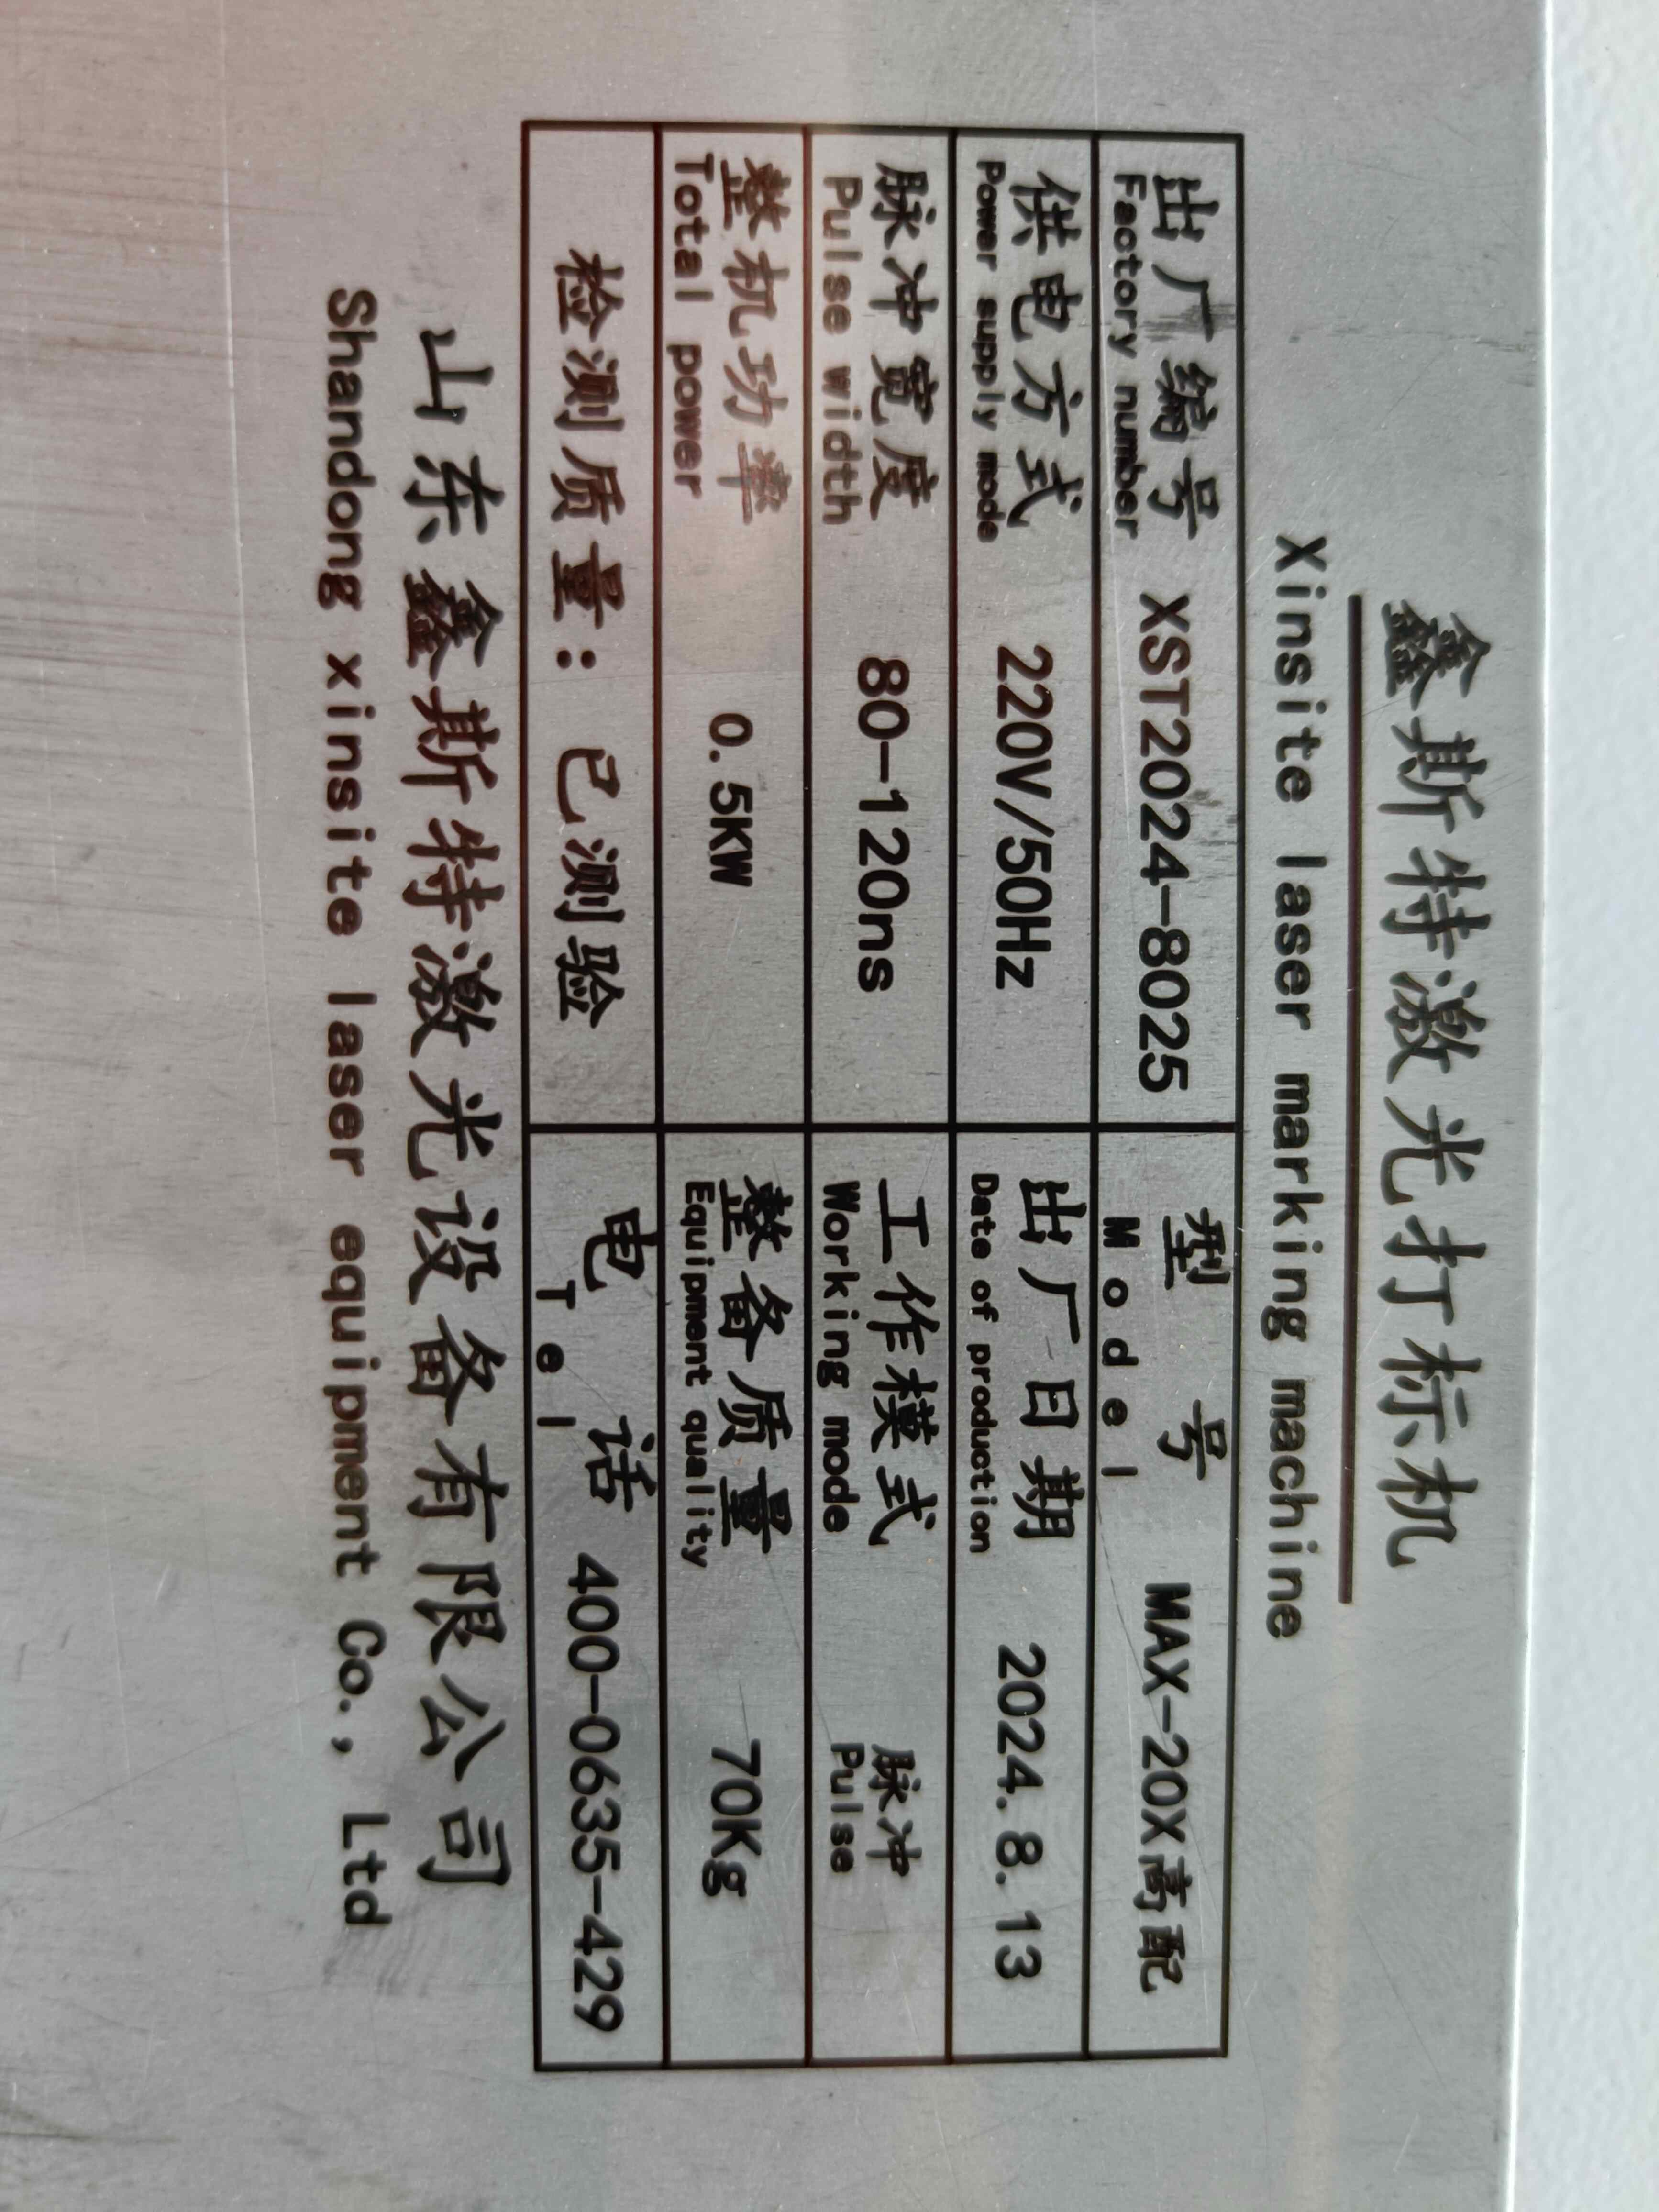 鑫斯特激光打标机
Xinsite laser marking machine
出厂编号 XST2024-8025 型号 MAX-20X高配
Factory number Model
供电方式 220V/50Hz 出厂日期 2024.8.13
Power supply mode Date of production
脉冲宽度 80-120ns 工作模式 脉冲
Pulse width Working mode Pulse
整机功率 0.5KW 整备质量 70Kg
Total power Equipment quality
检测质量：已测验 电话 400-0635-429
Tel
山东鑫斯特激光设备有限公司
Shandong xinsite laser equipment Co., Ltd